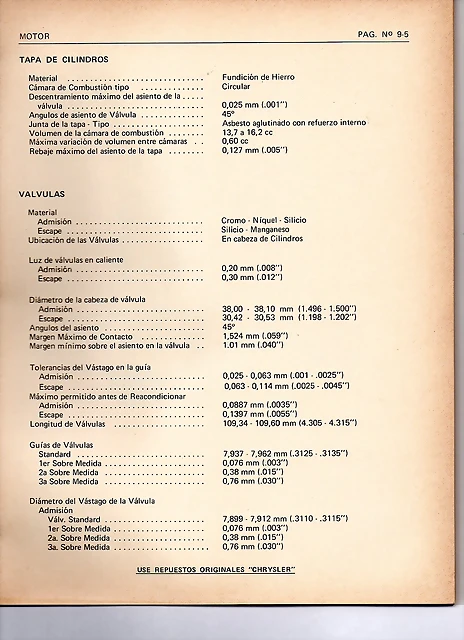 MOTOR PAG. Nº 9-5
TAPA DE CILINDROS
Material . . . . . . . . . . . . . . . . . . . . . . . . . . . Fundición de Hierro
Cámara de Combustión tipo . . . . . . . . . . . . Circular
Descentramiento máximo del asiento de la . . . . .
válvula . . . . . . . . . . . . . . . . . . . . . . . . . . 0,025 mm (.001")
Angulos de asiento de Válvula . . . . . . . . . . . . . 45º
Junta de la tapa - Tipo . . . . . . . . . . . . . . . . . . Asbesto aglutinado con refuerzo interno
Volumen de la cámara de combustión . . . . . . . 13,7 a 16,2 cc
Máxima variación de volumen entre cámaras . . 0,60 cc
Rebaje máximo del asiento de la tapa . . . . . . . 0,127 mm (.005")
VALVULAS
Material
Admisión . . . . . . . . . . . . . . . . . . . . . . . . Cromo - Níquel - Silicio
Escape . . . . . . . . . . . . . . . . . . . . . . . . . Silicio - Manganeso
Ubicación de las Válvulas . . . . . . . . . . . . . . . . En cabeza de Cilindros
Luz de válvulas en caliente
Admisión . . . . . . . . . . . . . . . . . . . . . . . . 0,20 mm (.008")
Escape . . . . . . . . . . . . . . . . . . . . . . . . . 0,30 mm (.012")
Diámetro de la cabeza de válvula
Admisión . . . . . . . . . . . . . . . . . . . . . . . . 38,00 - 38,10 mm (1.496 - 1.500")
Escape . . . . . . . . . . . . . . . . . . . . . . . . . 30,42 - 30,53 mm (1.198 - 1.202")
Angulos del asiento . . . . . . . . . . . . . . . . . . . . 45º
Margen Máximo de Contacto . . . . . . . . . . . . 1,524 mm (.059")
Margen mínimo sobre el asiento en la válvula . . 1.01 mm (.040")
Tolerancias del Vástago en la guía
Admisión . . . . . . . . . . . . . . . . . . . . . . . . 0,025 - 0,063 mm (.001 - .0025")
Escape . . . . . . . . . . . . . . . . . . . . . . . . . 0,063 - 0,114 mm (.0025 - .0045")
Máximo permitido antes de Reacondicionar
Admisión . . . . . . . . . . . . . . . . . . . . . . . . 0,0887 mm (.0035")
Escape . . . . . . . . . . . . . . . . . . . . . . . . . 0,1397 mm (.0055")
Longitud de Válvulas . . . . . . . . . . . . . . . . . . 109,34 - 109,60 mm (4.305 - 4.315")
Guías de Válvulas
Standard . . . . . . . . . . . . . . . . . . . . . . . . 7,937 - 7,962 mm (.3125 - .3135")
1er Sobre Medida . . . . . . . . . . . . . . . . . . . 0,076 mm (.003")
2a Sobre Medida . . . . . . . . . . . . . . . . . . . 0,38 mm (.015")
3a Sobre Medida . . . . . . . . . . . . . . . . . . . 0,76 mm (.030")
Diámetro del Vástago de la Válvula
Admisión
Válv. Standard . . . . . . . . . . . . . . . . . . . 7,899 - 7,912 mm (.3110 - .3115")
1er Sobre Medida . . . . . . . . . . . . . . . . . 0,076 mm (.003")
2a. Sobre Medida . . . . . . . . . . . . . . . . . 0,38 mm (.015")
3a. Sobre Medida . . . . . . . . . . . . . . . . . . 0,76 mm (.030")
USE REPUESTOS ORIGINALES "CHRYSLER"